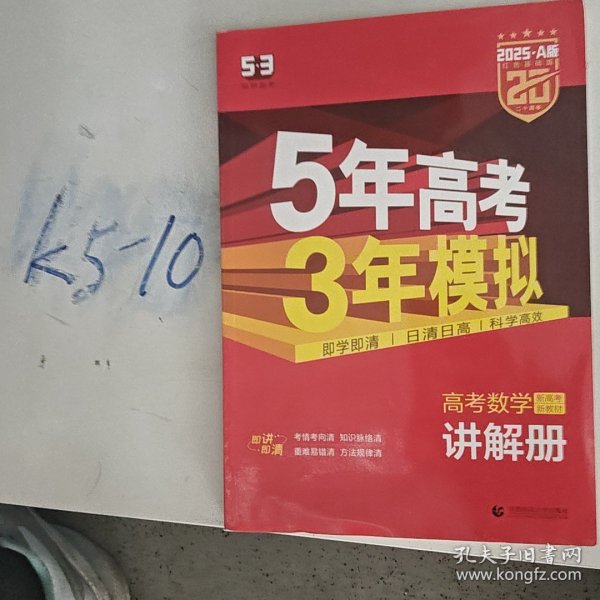 5·3
2025·A版
K5-10
5年高考
3年模拟
即学即清 | 日清日高 | 科学高效
高考数学 新高考 新教材
讲解册
即讲即清
考情考向清 知识脉络清
重难易错清 方法规律清
孔夫子旧书网
www.kongfz.com